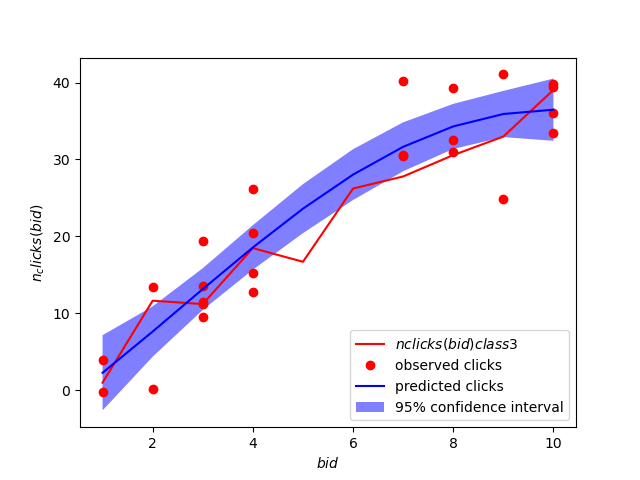 40
30
20
10
0
n_clicks(bid)
2
4
6
8
10
bid
nclicks(bid)class3
observed clicks
predicted clicks
95% confidence interval